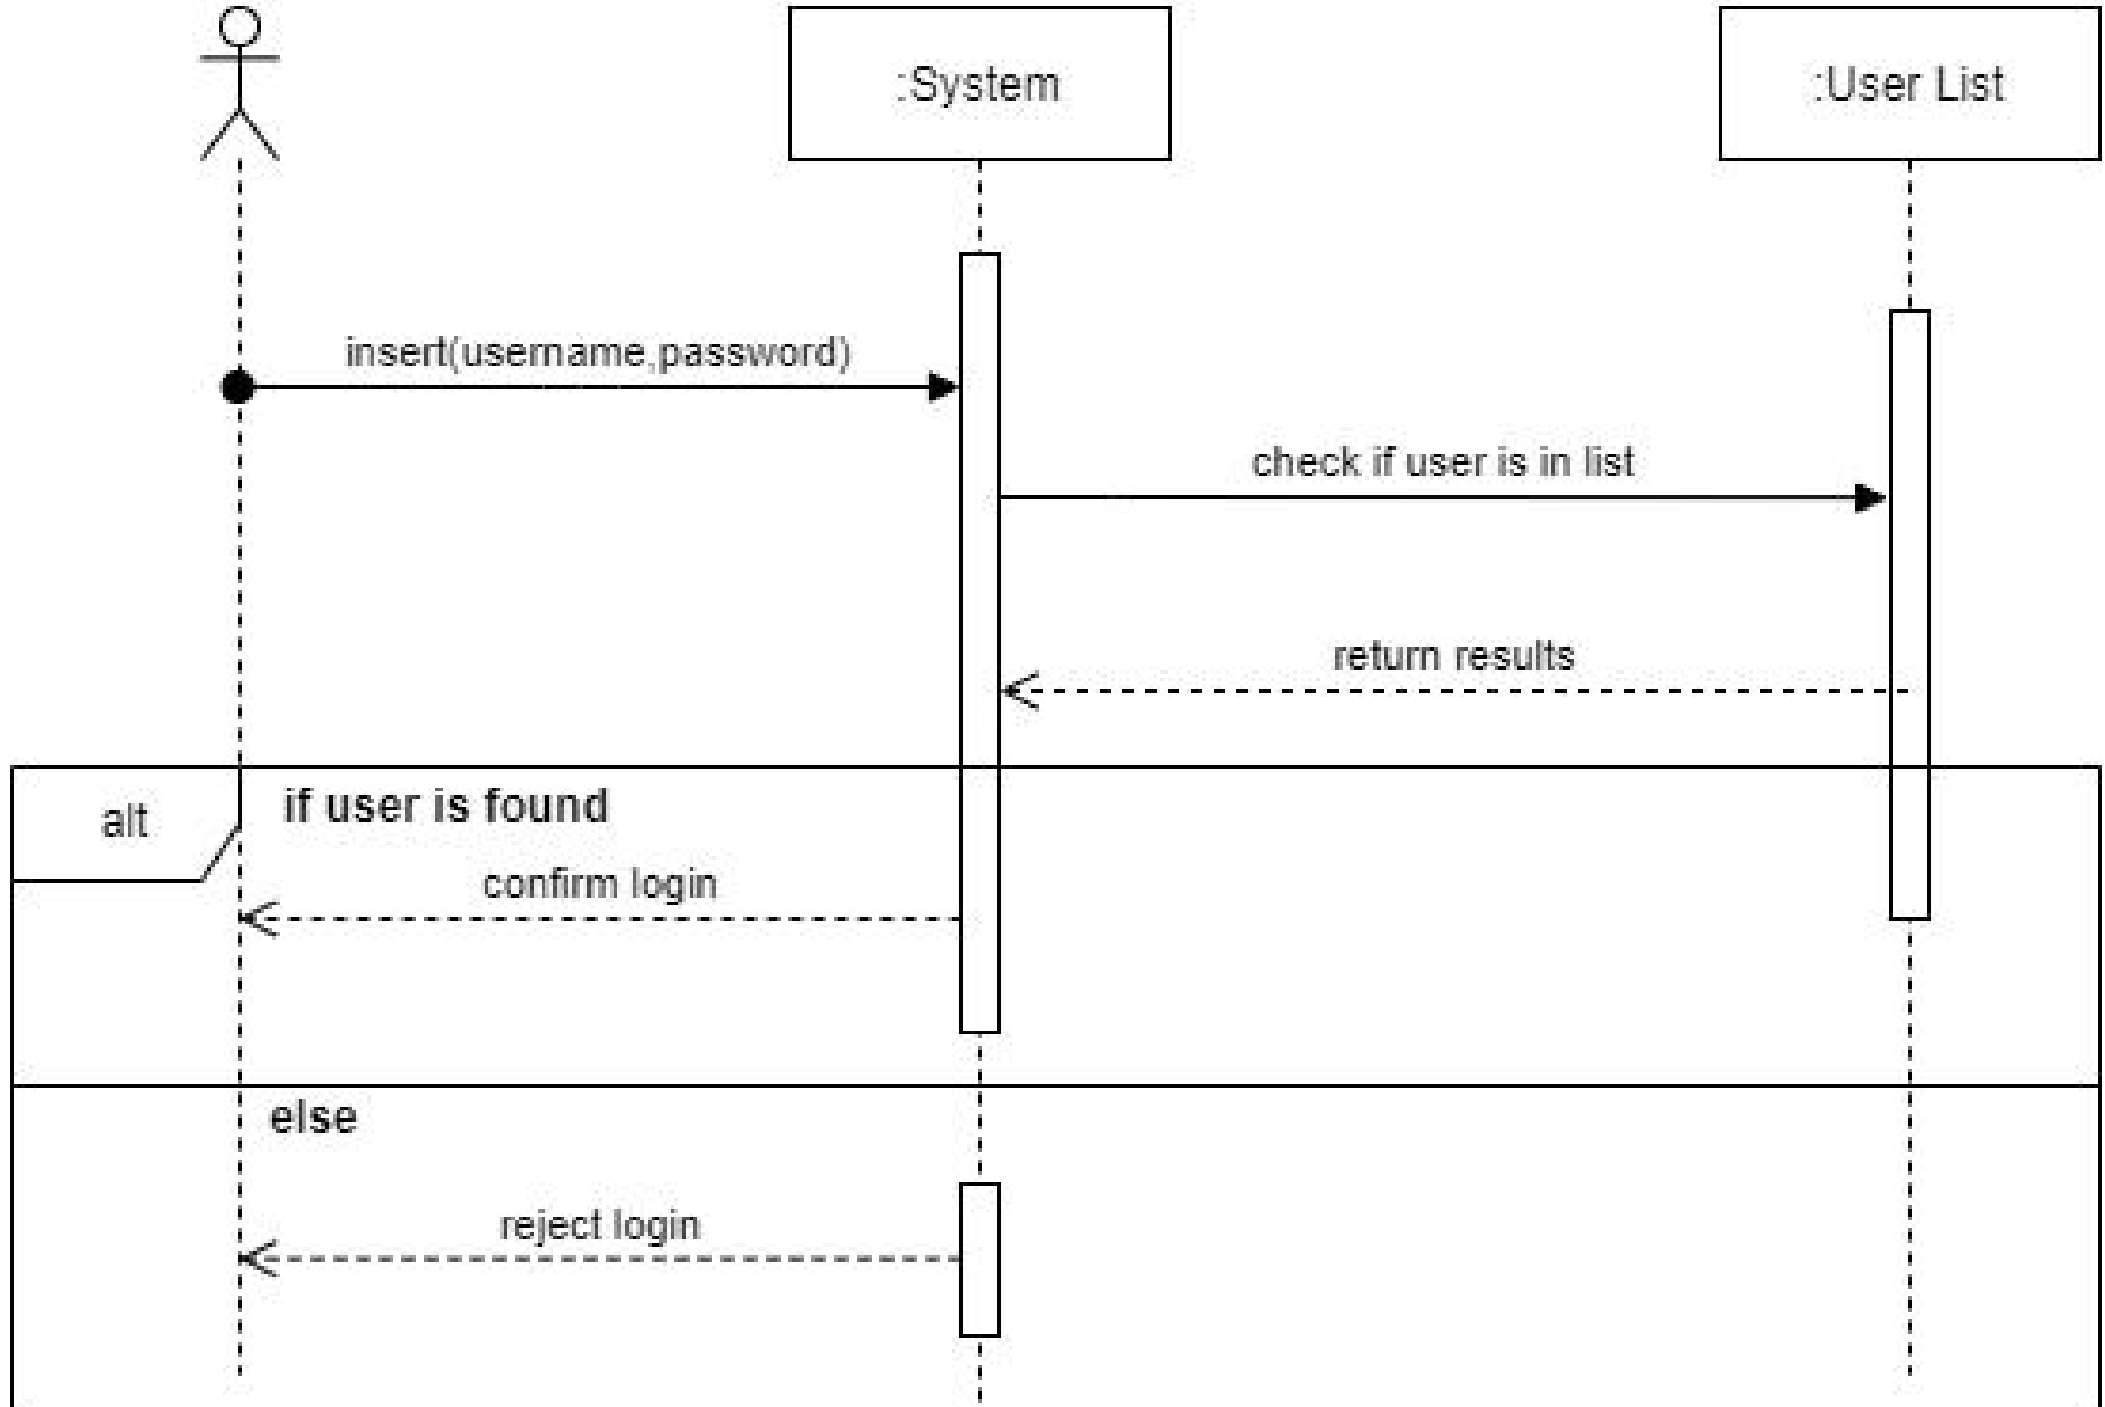 :System
:User List
insert(username,password)
check if user is in list
return results
alt
if user is found
confirm login
else
reject login